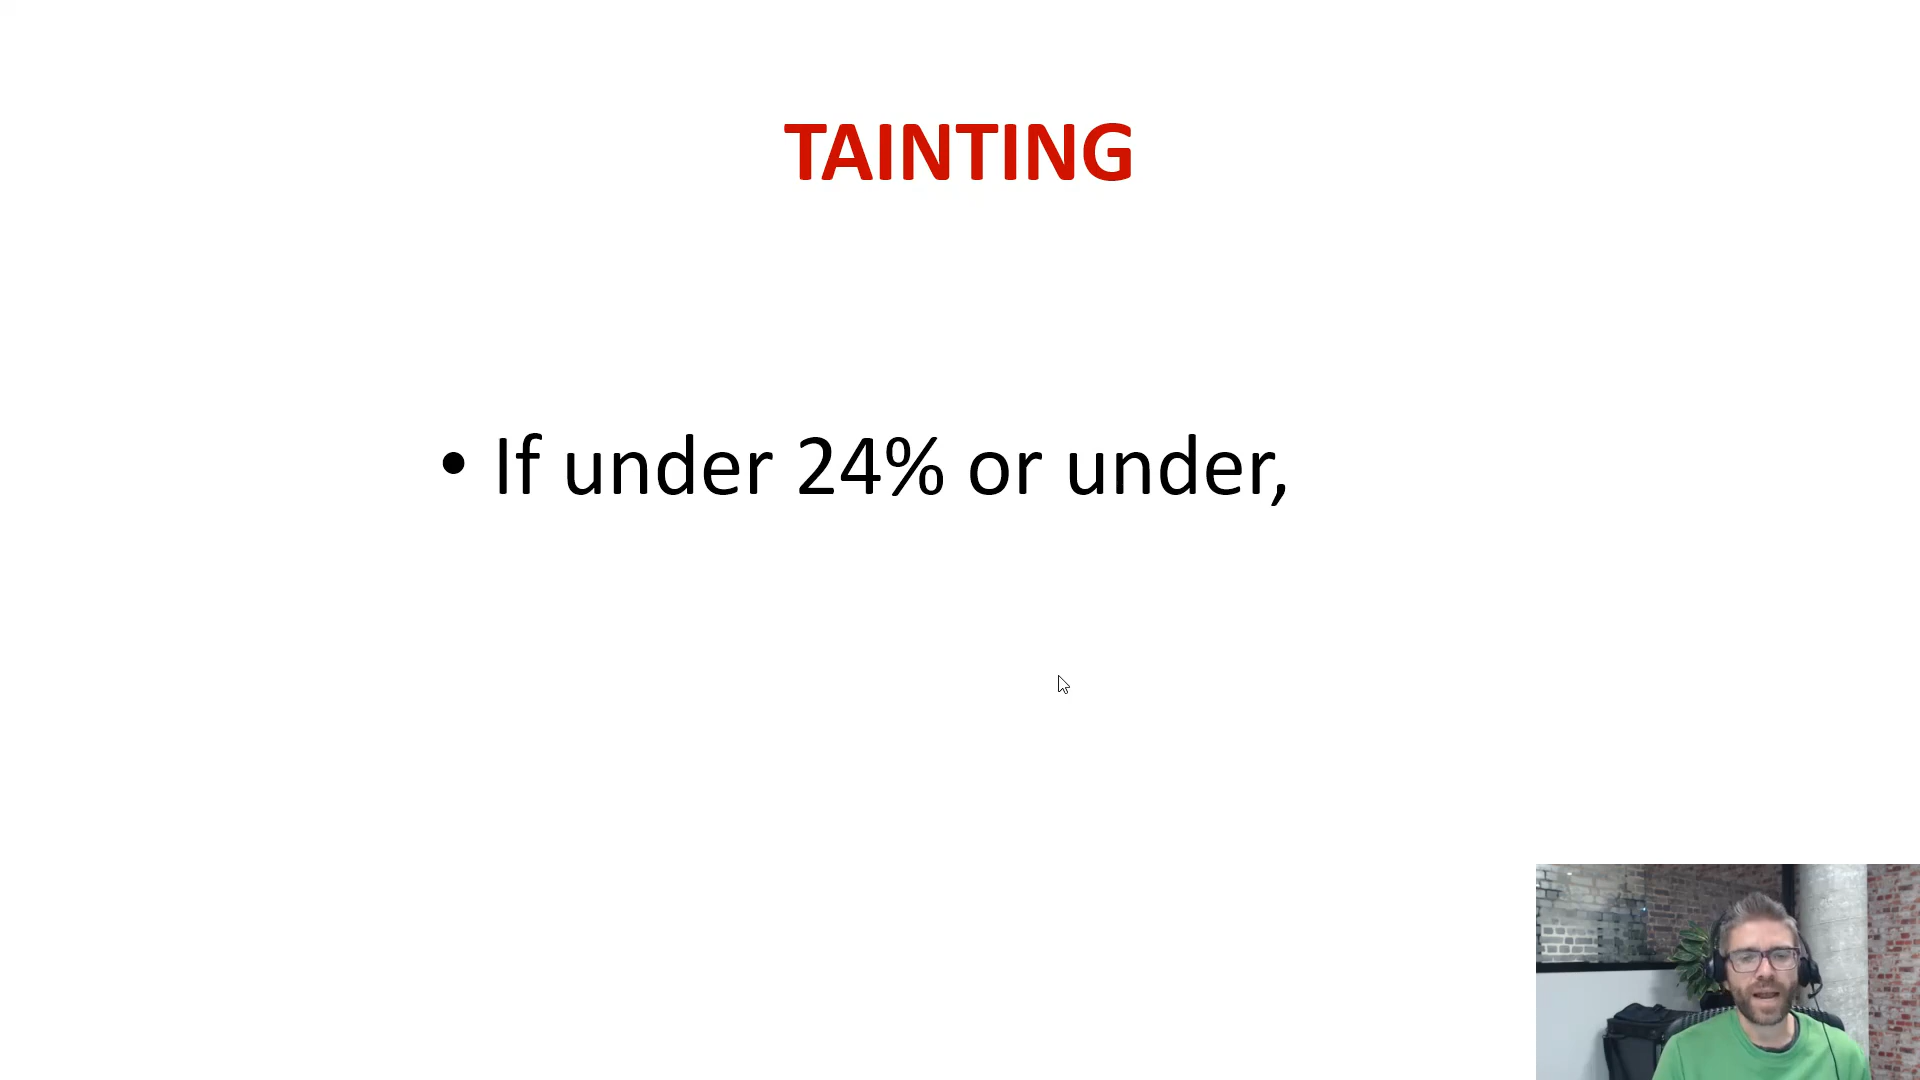 TAINTING
• If under 24% or under,